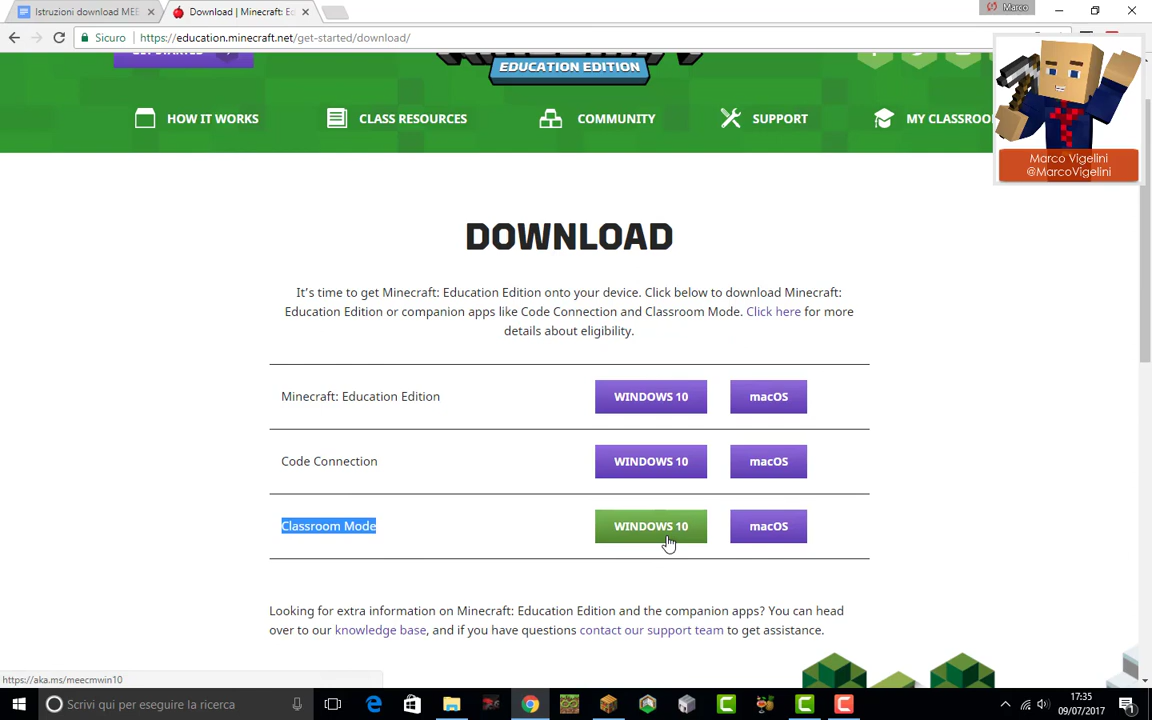 Istruzioni download MEE
Download | Minecraft: Ed
Marco
Sicuro
https://education.minecraft.net/get-started/download/
EDUCATION EDITION
HOW IT WORKS
CLASS RESOURCES
COMMUNITY
SUPPORT
MY CLASSROO
Marco Vigelini
@MarcoVigelini
DOWNLOAD
It's time to get Minecraft: Education Edition onto your device. Click below to download Minecraft:
Education Edition or companion apps like Code Connection and Classroom Mode. Click here for more
details about eligibility.
Minecraft: Education Edition
WINDOWS 10
macOS
Code Connection
WINDOWS 10
macOS
Classroom Mode
WINDOWS 10
macOS
Looking for extra information on Minecraft: Education Edition and the companion apps? You can head
over to our knowledge base, and if you have questions contact our support team to get assistance.
https://aka.ms/meecmwin10
Scrivi qui per eseguire la ricerca
17:35
09/07/2017
1